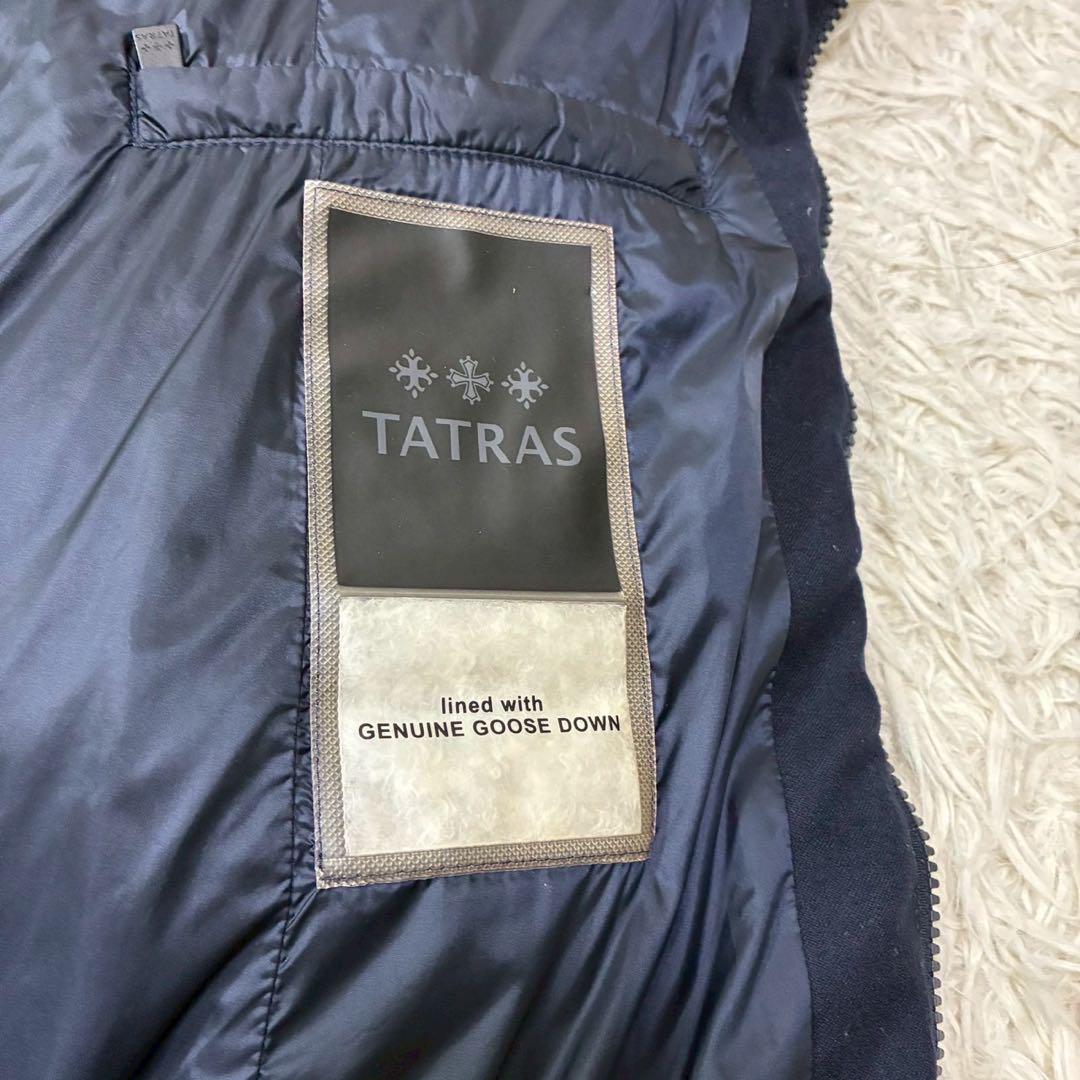 TATRAS
TATRAS
lined with
GENUINE GOOSE DOWN